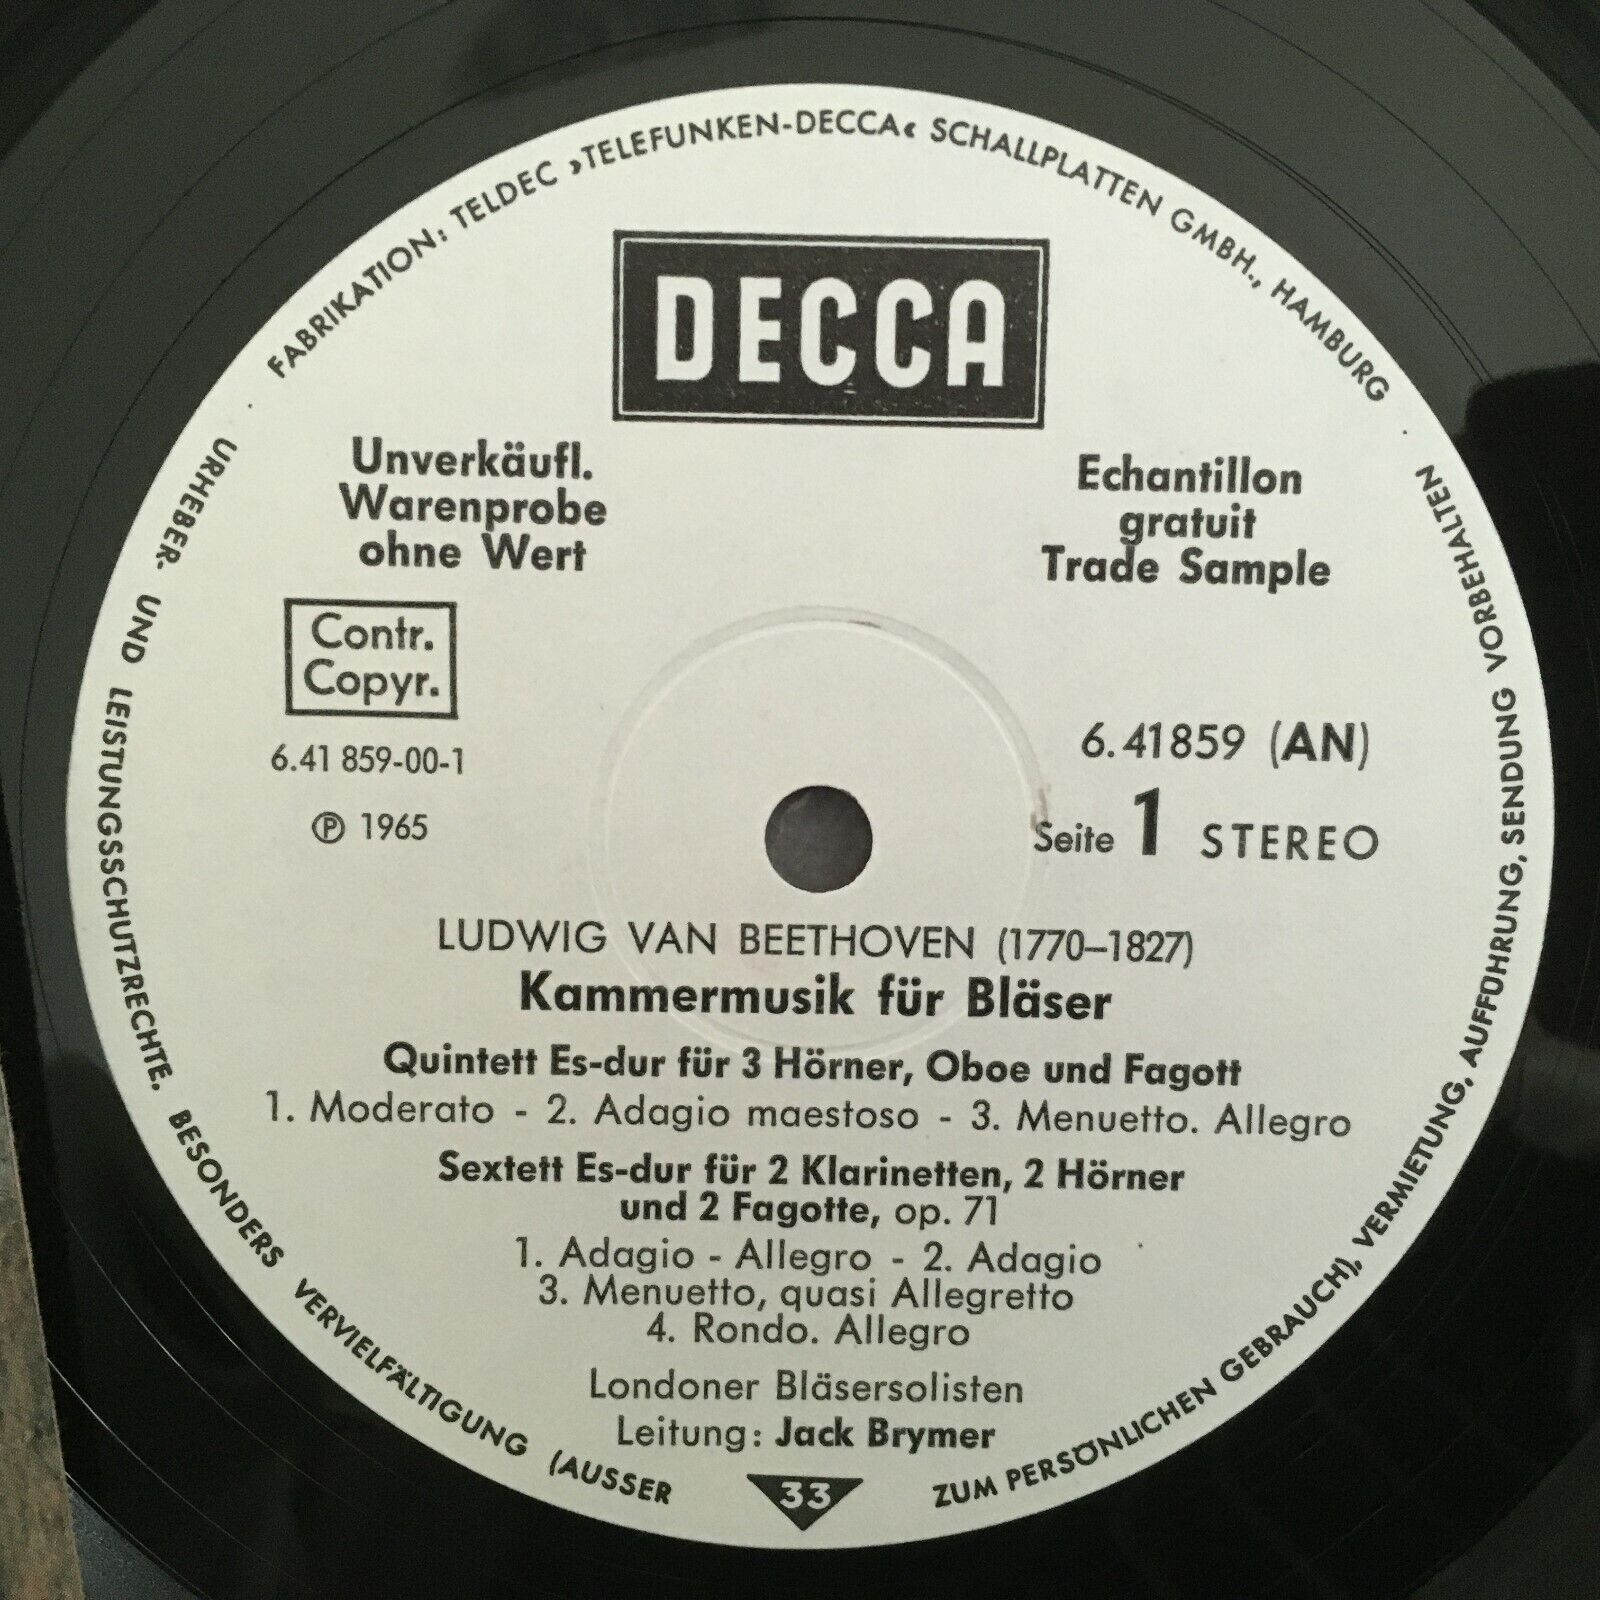 FABRIKATION: TELDEC »TELEFUNKEN-DECCA« SCHALLPLATTEN GMBH., HAMBURG
DECCA
Unverkäufl.
Warenprobe
ohne Wert
Echantillon
gratuit
Trade Sample
Contr.
Copyr.
6.41 859-00-1
℗ 1965
6.41859 (AN)
Seite 1 STEREO
LUDWIG VAN BEETHOVEN (1770–1827)
Kammermusik für Bläser
Quintett Es-dur für 3 Hörner, Oboe und Fagott
1. Moderato - 2. Adagio maestoso - 3. Menuetto. Allegro
Sextett Es-dur für 2 Klarinetten, 2 Hörner
und 2 Fagotte, op. 71
1. Adagio - Allegro - 2. Adagio
3. Menuetto, quasi Allegretto
4. Rondo. Allegro
Londoner Bläsersolisten
Leitung: Jack Brymer
33
URHEBER- UND LEISTUNGSSCHUTZRECHTE. BESONDERS VERVIELFÄLTIGUNG (AUSSER ZUM PERSÖNLICHEN GEBRAUCH), VERMIETUNG, AUFFÜHRUNG, SENDUNG VORBEHALTEN